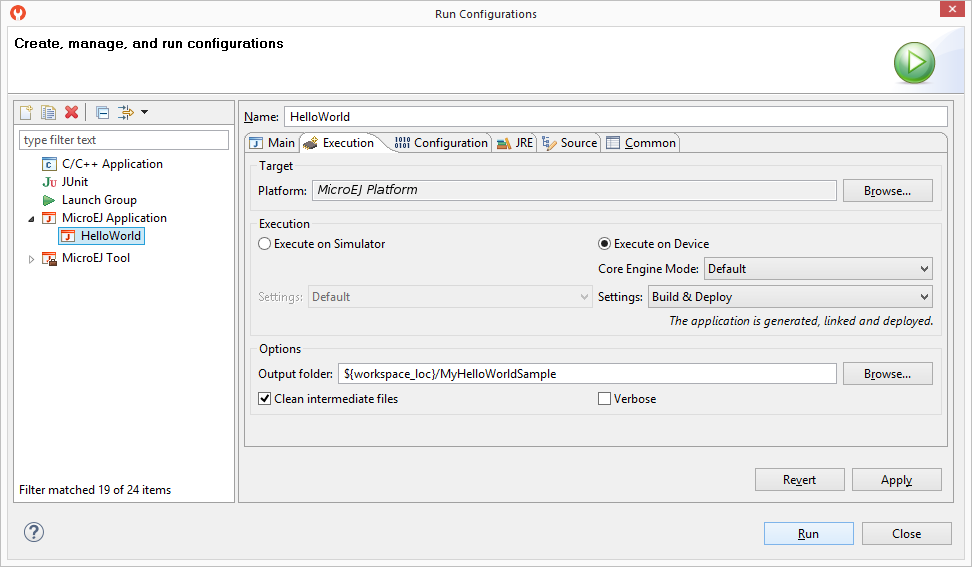 Run Configurations
Create, manage, and run configurations
type filter text
C/C++ Application
JUnit
Launch Group
MicroEJ Application
HelloWorld
MicroEJ Tool
Filter matched 19 of 24 items
Name: HelloWorld
Main Execution Configuration JRE Source Common
Target
Platform: MicroEJ Platform Browse...
Execution
Execute on Simulator Execute on Device
Core Engine Mode: Default
Settings: Default Settings: Build & Deploy
The application is generated, linked and deployed.
Options
Output folder: ${workspace_loc}/MyHelloWorldSample Browse...
Clean intermediate files Verbose
Revert Apply
Run Close